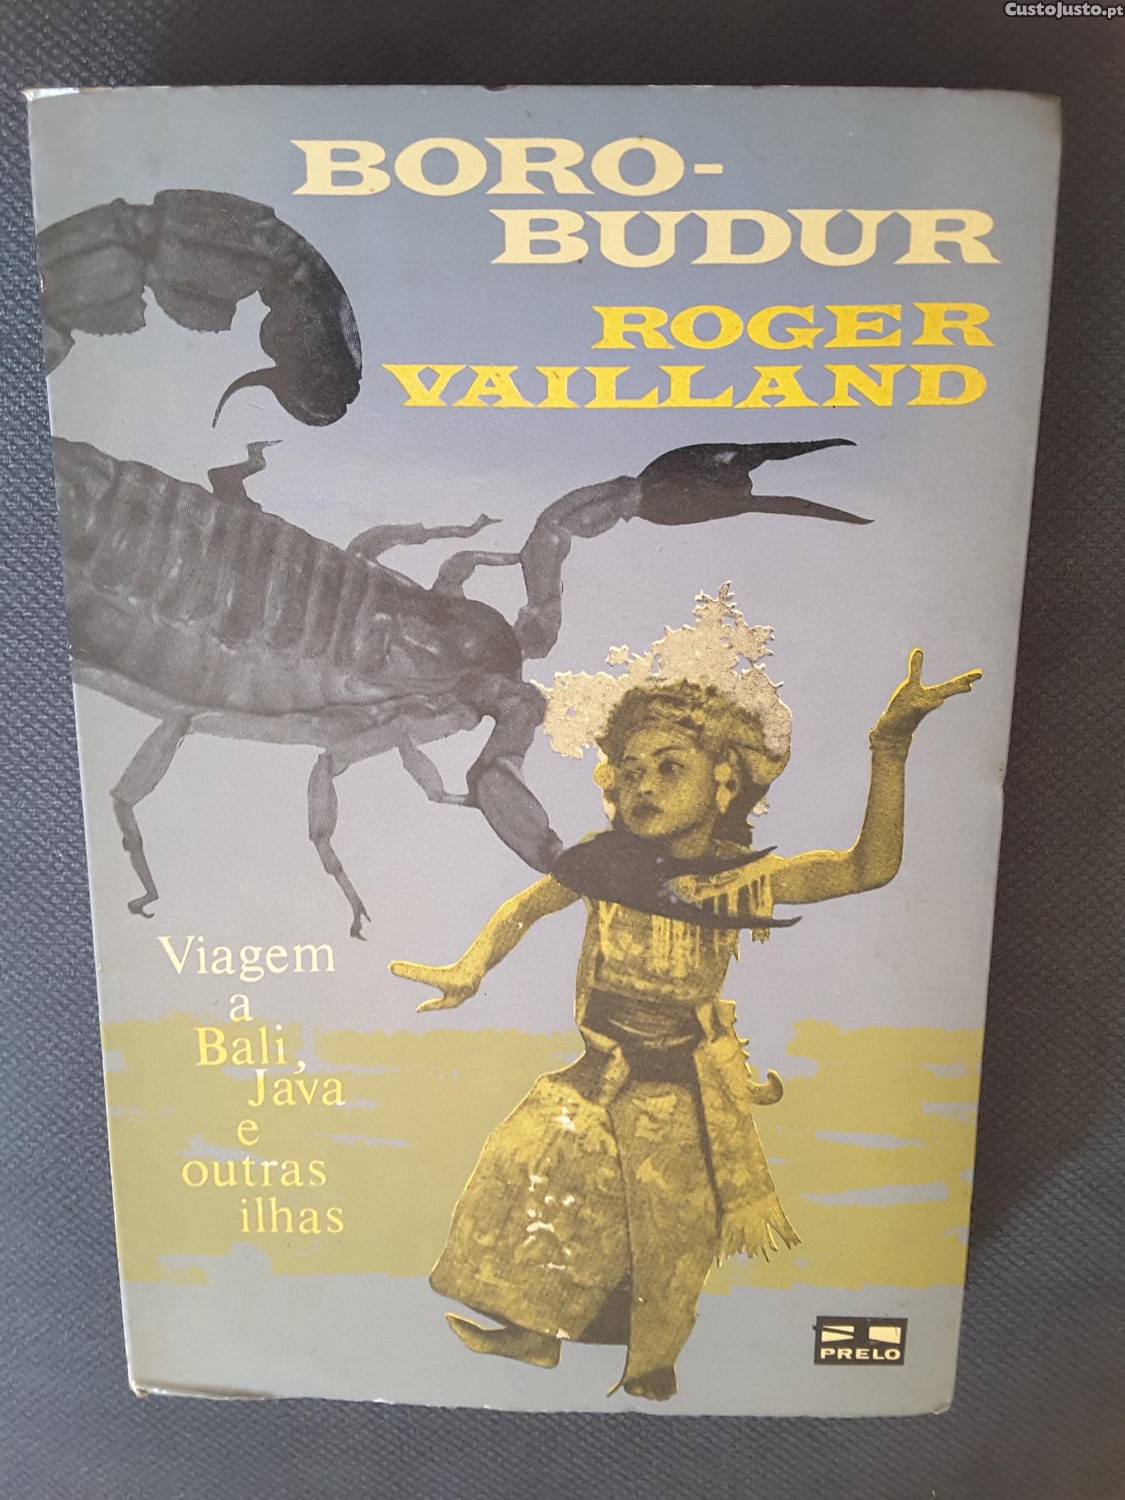 CustoJusto.pt
BORO-
BUDUR
ROGER
VAILLAND
Viagem
a
Bali,
Java
e
outras
ilhas
PRELO